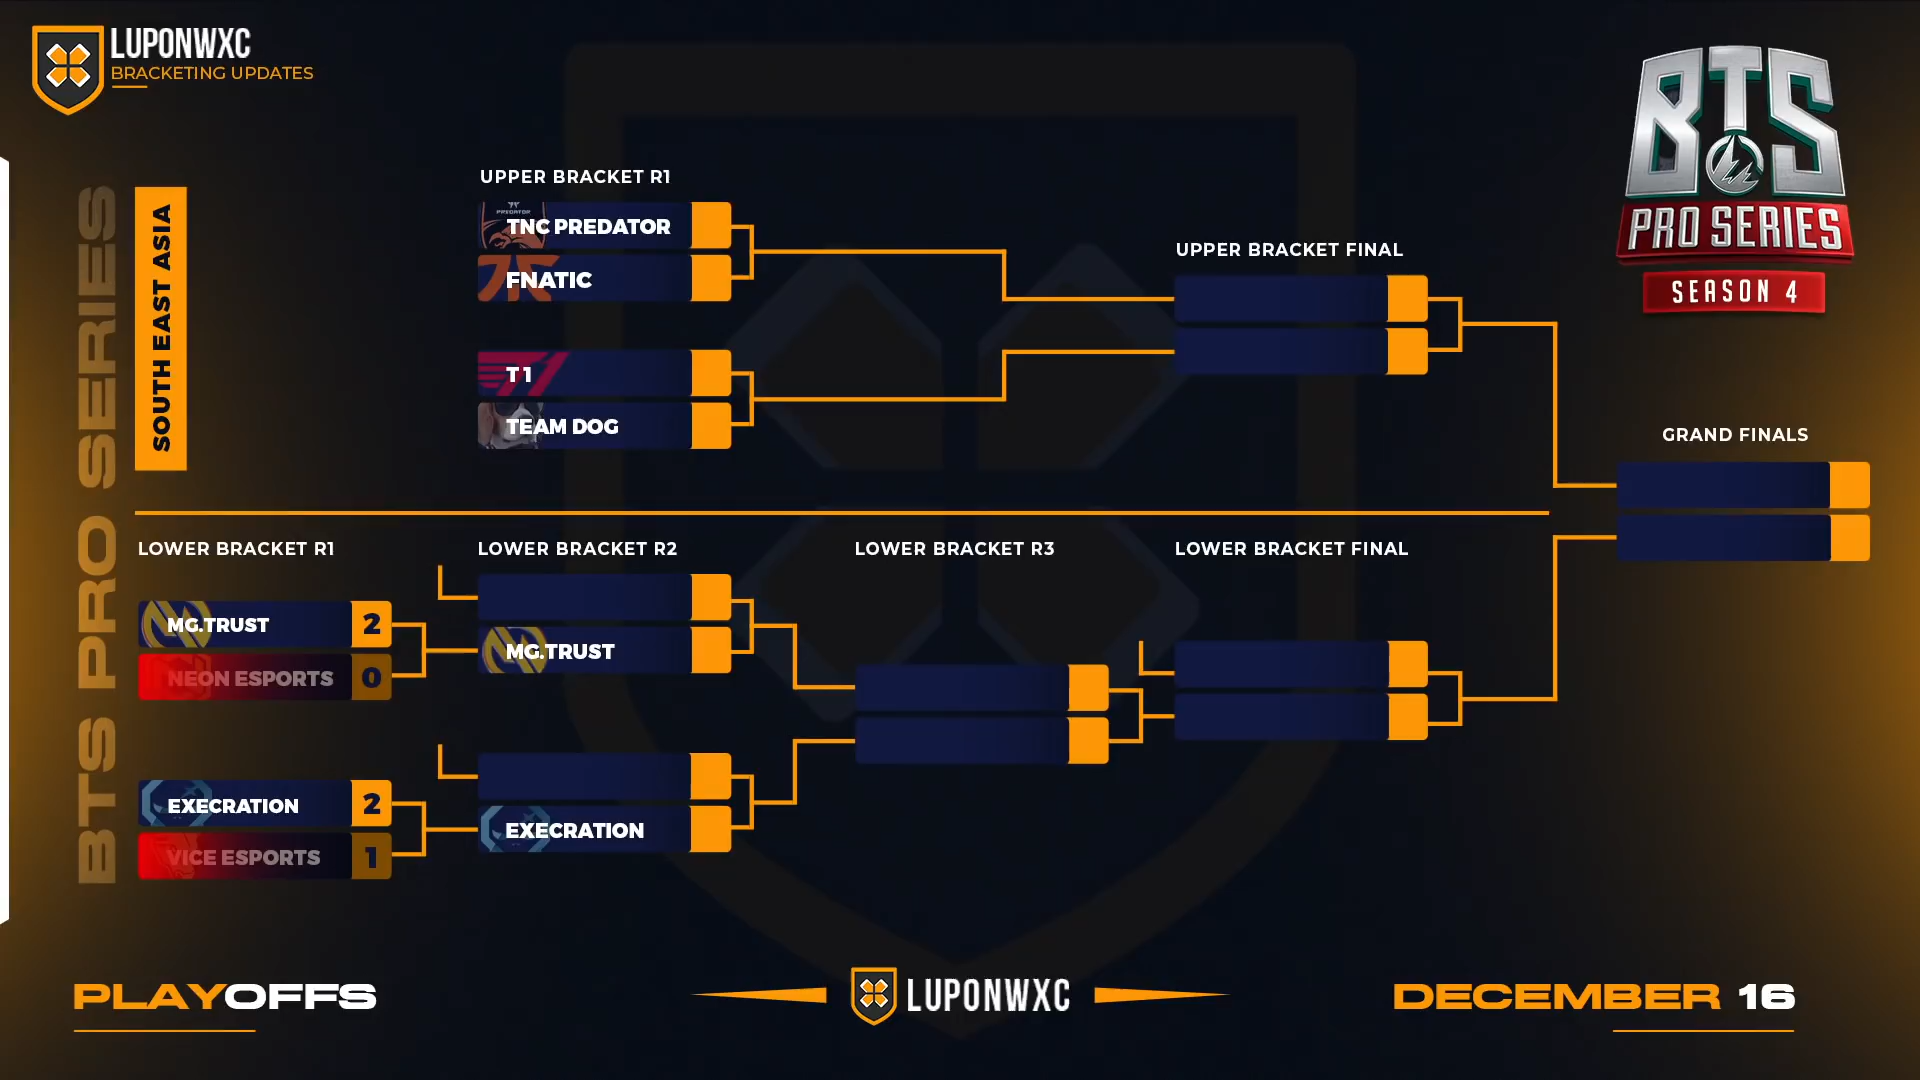 LUPONWXC
BRACKETING UPDATES
BTS PRO SERIES
SOUTH EAST ASIA
BTS
PRO SERIES
SEASON 4
UPPER BRACKET R1
PREDATOR
TNC PREDATOR
FNATIC
T1
TEAM DOG
UPPER BRACKET FINAL
GRAND FINALS
LOWER BRACKET R1
MG.TRUST 2
NEON ESPORTS 0
EXECRATION 2
VICE ESPORTS 1
LOWER BRACKET R2
MG.TRUST
EXECRATION
LOWER BRACKET R3
LOWER BRACKET FINAL
PLAYOFFS
LUPONWXC
DECEMBER 16